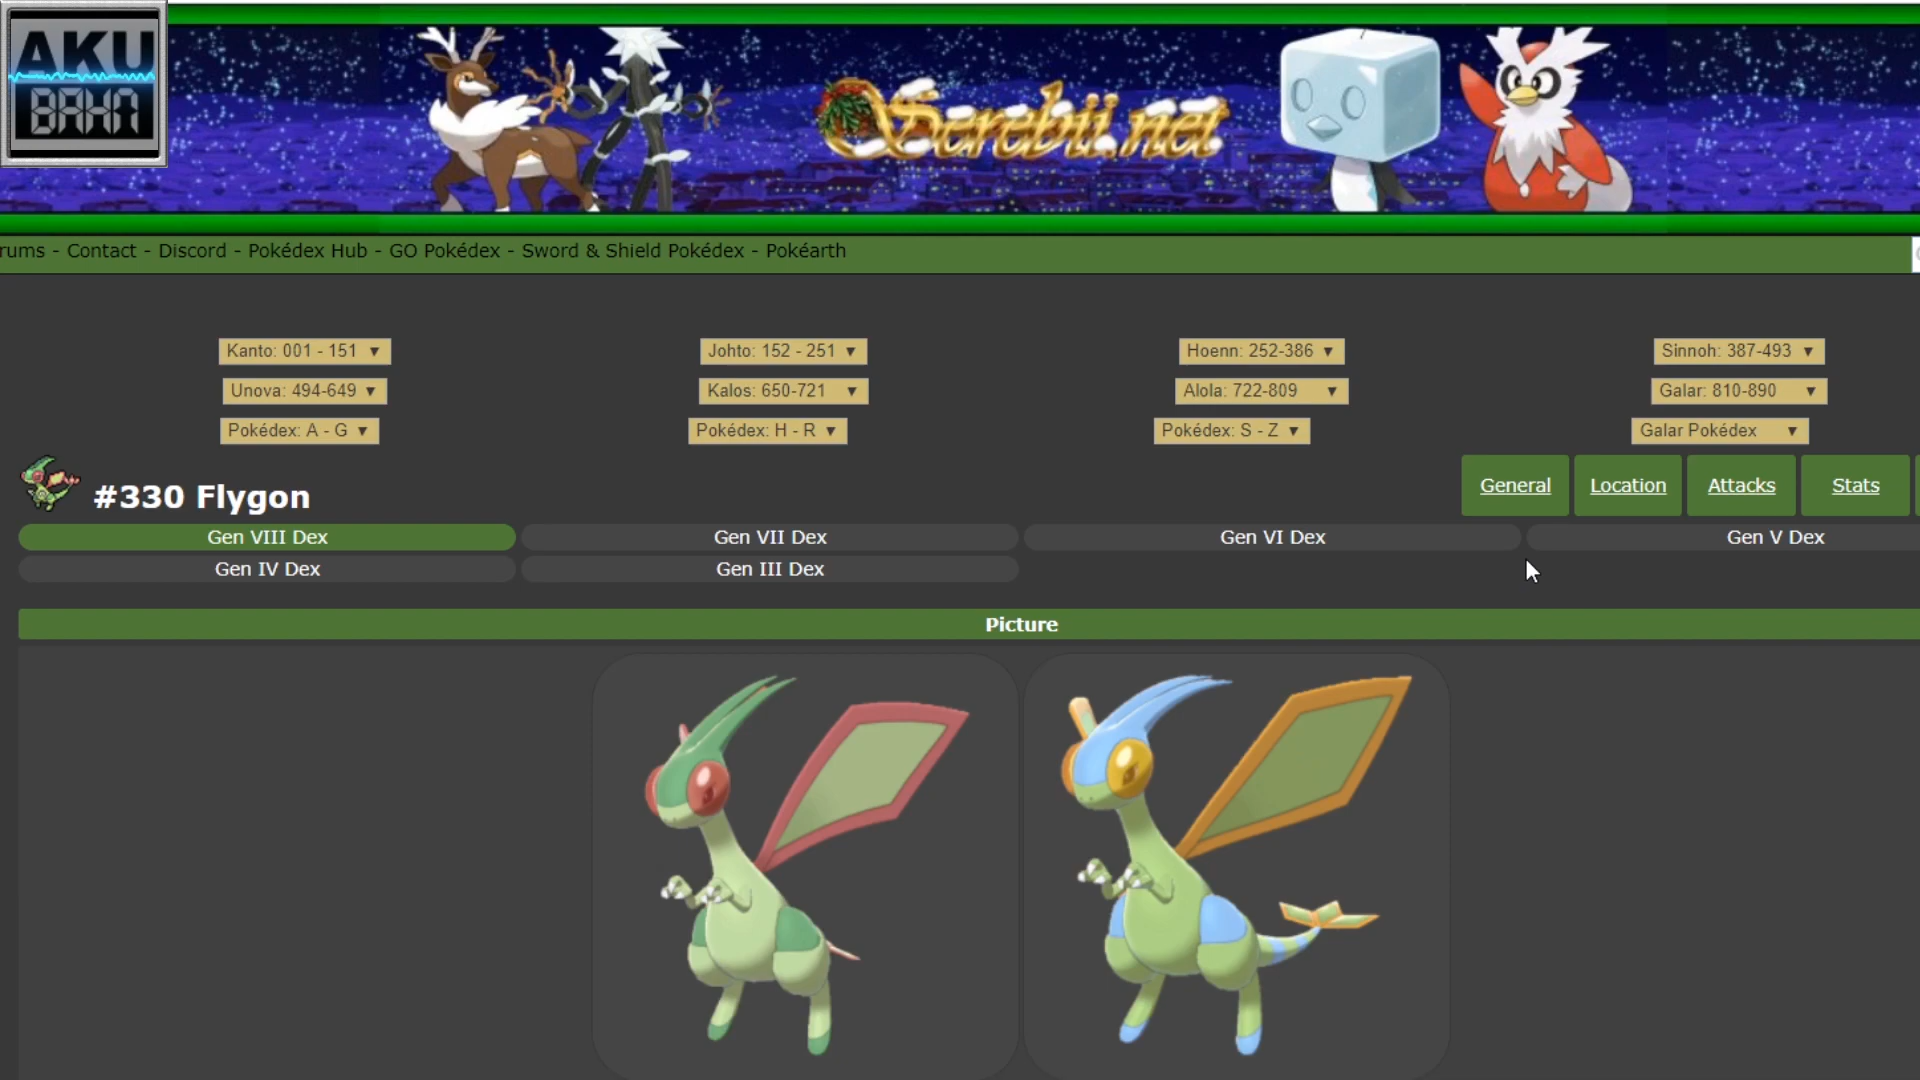 AKU
BAHN
Serebii.net
rums - Contact - Discord - Pokédex Hub - GO Pokédex - Sword & Shield Pokédex - Pokéarth
Kanto: 001 - 151 ▼
Johto: 152 - 251 ▼
Hoenn: 252-386 ▼
Sinnoh: 387-493 ▼
Unova: 494-649 ▼
Kalos: 650-721 ▼
Alola: 722-809 ▼
Galar: 810-890 ▼
Pokédex: A - G ▼
Pokédex: H - R ▼
Pokédex: S - Z ▼
Galar Pokédex ▼
#330 Flygon
General
Location
Attacks
Stats
Gen VIII Dex
Gen VII Dex
Gen VI Dex
Gen V Dex
Gen IV Dex
Gen III Dex
Picture